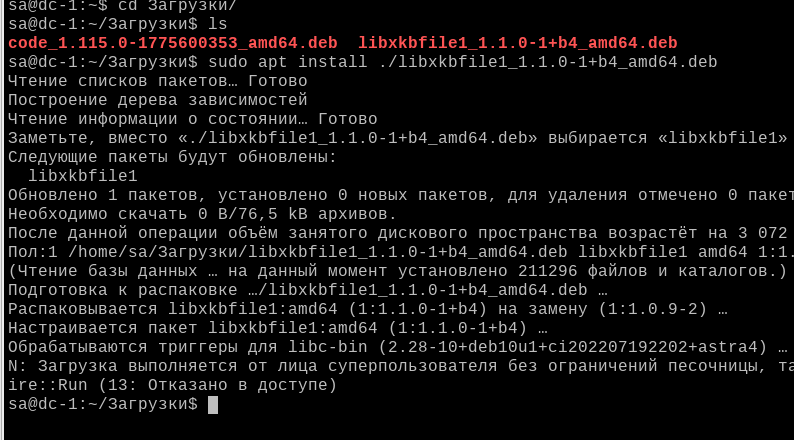 sa@dc-1:~$ cd Загрузки/
sa@dc-1:~/Загрузки$ ls
code_1.115.0-1775600353_amd64.deb  libxkbfile1_1.1.0-1+b4_amd64.deb
sa@dc-1:~/Загрузки$ sudo apt install ./libxkbfile1_1.1.0-1+b4_amd64.deb
Чтение списков пакетов… Готово
Построение дерева зависимостей
Чтение информации о состоянии… Готово
Заметьте, вместо «./libxkbfile1_1.1.0-1+b4_amd64.deb» выбирается «libxkbfile1»
Следующие пакеты будут обновлены:
  libxkbfile1
Обновлено 1 пакетов, установлено 0 новых пакетов, для удаления отмечено 0 пакет
Необходимо скачать 0 B/76,5 kB архивов.
После данной операции объём занятого дискового пространства возрастёт на 3 072
Пол:1 /home/sa/Загрузки/libxkbfile1_1.1.0-1+b4_amd64.deb libxkbfile1 amd64 1:1.
(Чтение базы данных … на данный момент установлено 211296 файлов и каталогов.)
Подготовка к распаковке …/libxkbfile1_1.1.0-1+b4_amd64.deb …
Распаковывается libxkbfile1:amd64 (1:1.1.0-1+b4) на замену (1:1.0.9-2) …
Настраивается пакет libxkbfile1:amd64 (1:1.1.0-1+b4) …
Обрабатываются триггеры для libc-bin (2.28-10+deb10u1+ci202207192202+astra4) …
N: Загрузка выполняется от лица суперпользователя без ограничений песочницы, та
ire::Run (13: Отказано в доступе)
sa@dc-1:~/Загрузки$